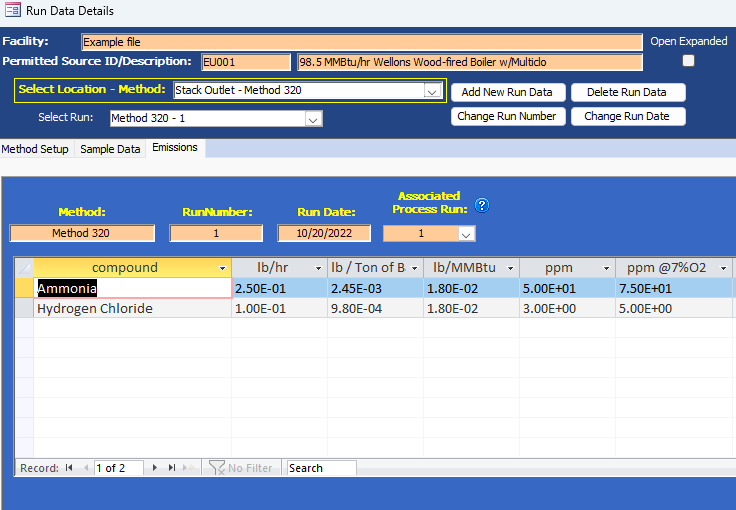 Run Data Details
Facility: Example file Open Expanded
Permitted Source ID/Description: EU001 98.5 MMBtu/hr Wellons Wood-fired Boiler w/Multiclo
Select Location - Method: Stack Outlet - Method 320 Add New Run Data Delete Run Data
Select Run: Method 320 - 1 Change Run Number Change Run Date
Method Setup Sample Data Emissions
Associated
Method: RunNumber: Run Date: Process Run: ?
Method 320 1 10/20/2022 1
compound lb/hr lb / Ton of B lb/MMBtu ppm ppm @7%O2
Ammonia 2.50E-01 2.45E-03 1.80E-02 5.00E+01 7.50E+01
Hydrogen Chloride 1.00E-01 9.80E-04 1.80E-02 3.00E+00 5.00E+00
Record: 1 of 2 No Filter Search